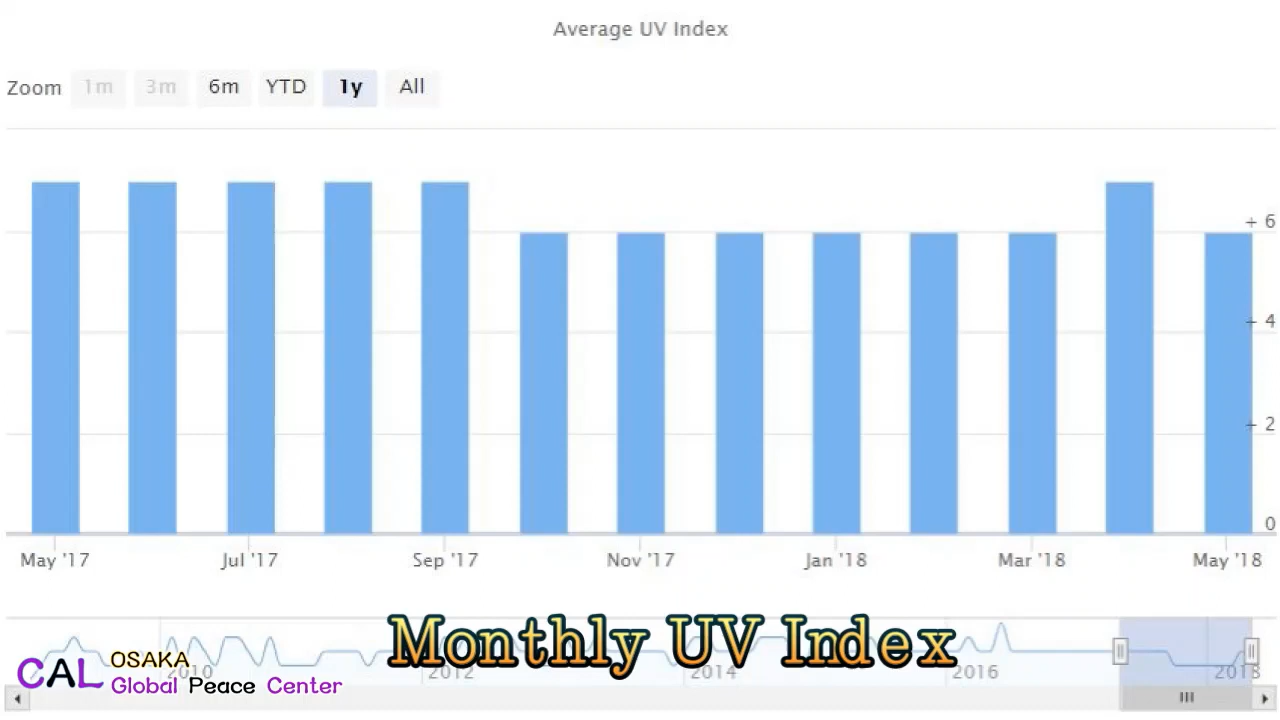 Average UV Index
Zoom 1m 3m 6m YTD 1y All
+ 6
+ 4
+ 2
0
May '17 Jul '17 Sep '17 Nov '17 Jan '18 Mar '18 May '18
Monthly UV Index
2010 2012 2014 2016 2018
CAL OSAKA
Global Peace Center